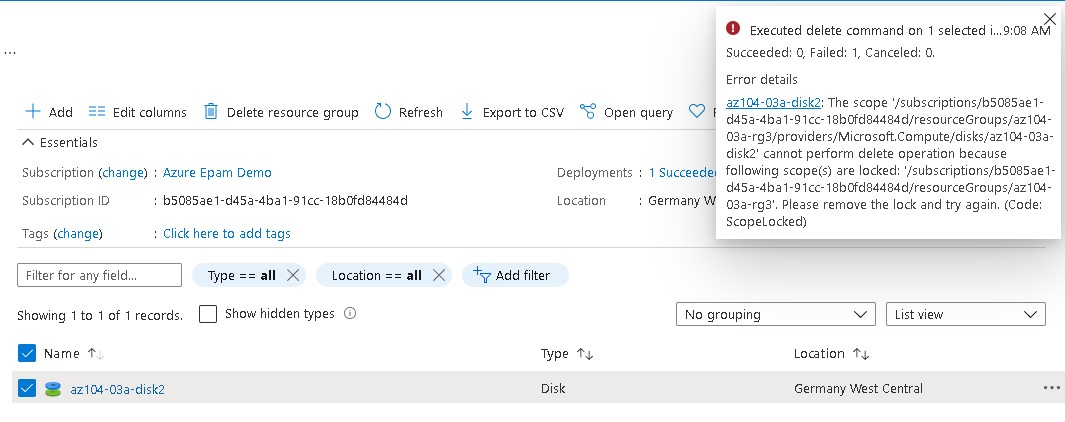 Executed delete command on 1 selected i...9:08 AM
Succeeded: 0, Failed: 1, Canceled: 0.
Error details
az104-03a-disk2: The scope '/subscriptions/b5085ae1-
d45a-4ba1-91cc-18b0fd84484d/resourceGroups/az104-
03a-rg3/providers/Microsoft.Compute/disks/az104-03a-
disk2' cannot perform delete operation because
following scope(s) are locked: '/subscriptions/b5085ae1-
d45a-4ba1-91cc-18b0fd84484d/resourceGroups/az104-
03a-rg3'. Please remove the lock and try again. (Code:
ScopeLocked)
...
Add Edit columns Delete resource group Refresh Export to CSV Open query
Essentials
Subscription (change) : Azure Epam Demo Deployments : 1 Succeeded
Subscription ID : b5085ae1-d45a-4ba1-91cc-18b0fd84484d Location : Germany W
Tags (change) : Click here to add tags
Filter for any field... Type == all Location == all Add filter
Showing 1 to 1 of 1 records. Show hidden types No grouping List view
Name Type Location
az104-03a-disk2 Disk Germany West Central